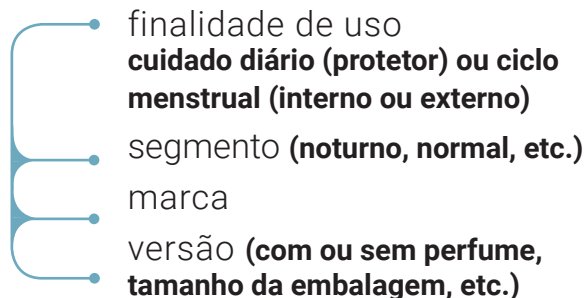 finalidade de uso
cuidado diário (protetor) ou ciclo
menstrual (interno ou externo)
segmento (noturno, normal, etc.)
marca
versão (com ou sem perfume,
tamanho da embalagem, etc.)